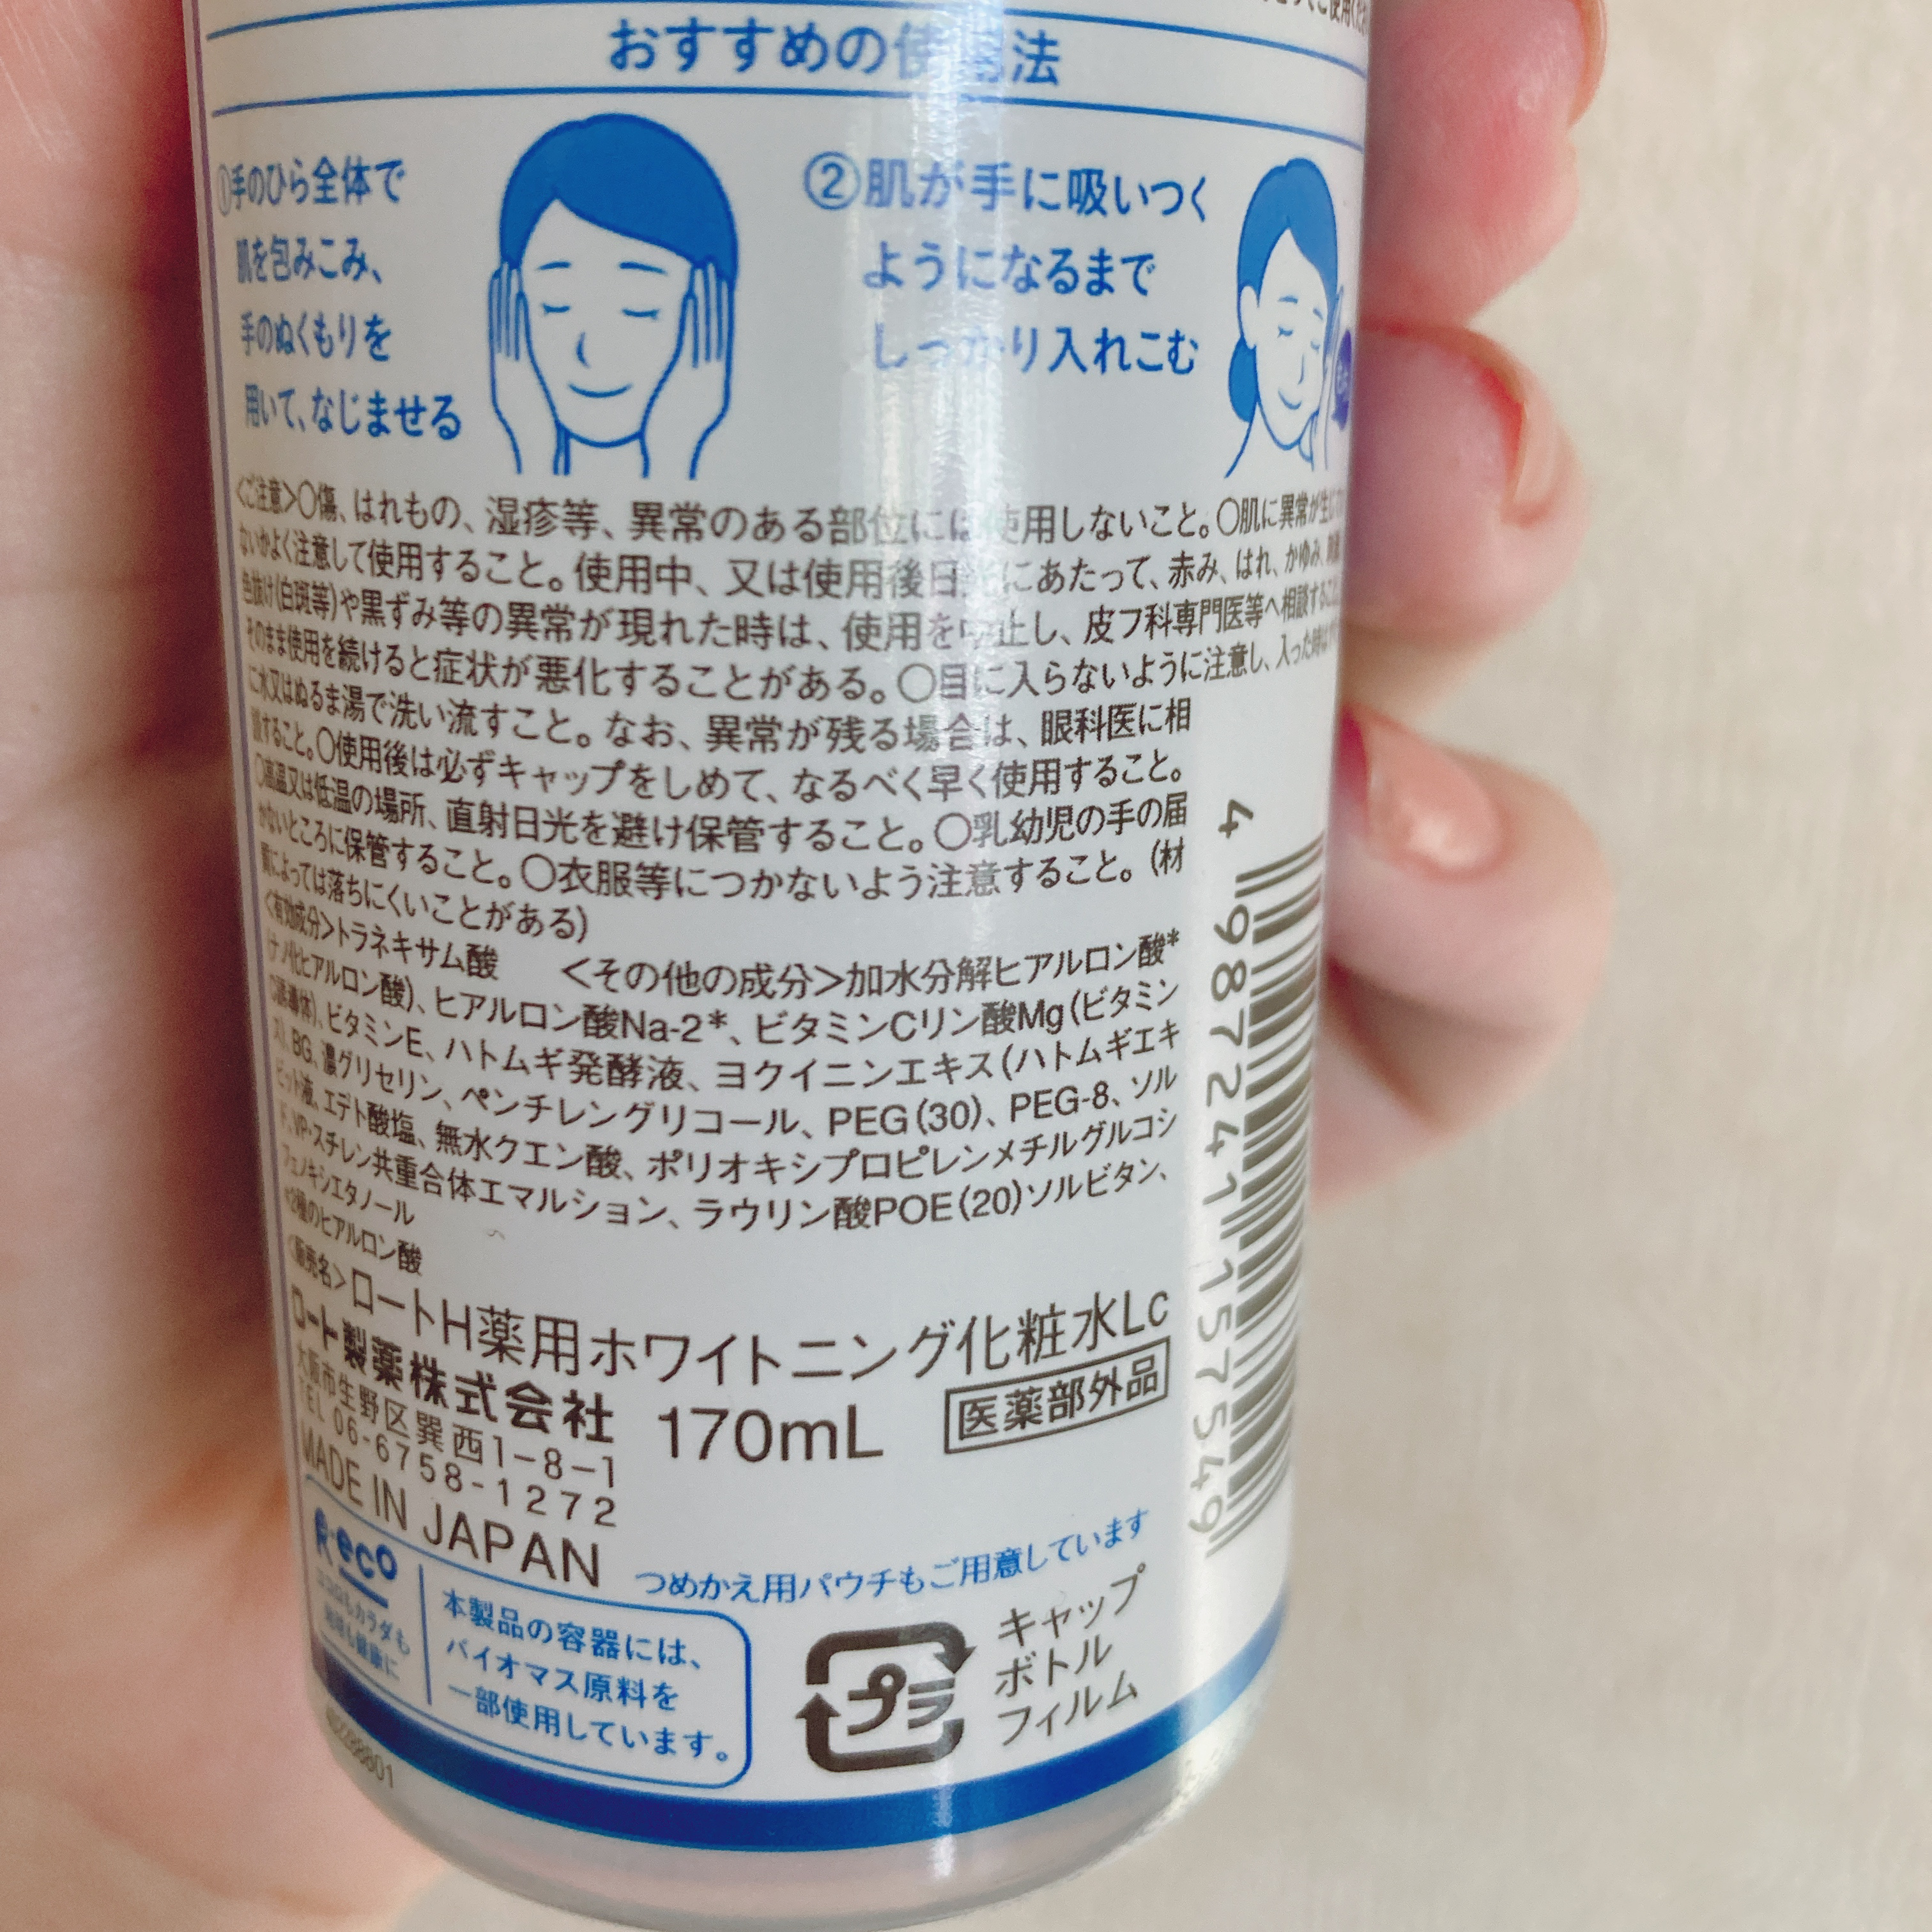 おすすめの使用法
①手のひら全体で
肌を包みこみ、
手のぬくもりを
用いて、なじませる
②肌が手に吸いつく
ようになるまで
しっかり入れこむ
<ご注意>○傷、はれもの、湿疹等、異常のある部位には使用しないこと。○肌に異常が生じて
ないかよく注意して使用すること。使用中、又は使用後日光にあたって、赤み、はれ、かゆみ、刺激、
色抜け(白斑等)や黒ずみ等の異常が現れた時は、使用を中止し、皮フ科専門医等へ相談すること。
そのまま使用を続けると症状が悪化することがある。○目に入らないように注意し、入った時は
に水又はぬるま湯で洗い流すこと。なお、異常が残る場合は、眼科医に相
談すること。○使用後は必ずキャップをしめて、なるべく早く使用すること。
○高温又は低温の場所、直射日光を避け保管すること。○乳幼児の手の届
かないところに保管すること。○衣服等につかないよう注意すること。(材
質によっては落ちにくいことがある)
<有効成分>トラネキサム酸 <その他の成分>加水分解ヒアルロン酸*
(ナノ化ヒアルロン酸)、ヒアルロン酸Na-2*、ビタミンCリン酸Mg(ビタミン
C誘導体)、ビタミンE、ハトムギ発酵液、ヨクイニンエキス(ハトムギエキ
ス)、BG、濃グリセリン、ペンチレングリコール、PEG(30)、PEG-8、ソル
ビット液、エデト酸塩、無水クエン酸、ポリオキシプロピレンメチルグルコシ
ド、VP・スチレン共重合体エマルション、ラウリン酸POE(20)ソルビタン、
フェノキシエタノール
*2種のヒアルロン酸
<販売名>ロートH薬用ホワイトニング化粧水Lc
ロート製薬株式会社
大阪市生野区巽西1-8-1
TEL 06-6758-1272
MADE IN JAPAN
170mL
医薬部外品
4 987241 157549
つめかえ用パウチもご用意しています
R・eco
ココロもカラダも
地球も健康に
本製品の容器には、
バイオマス原料を
一部使用しています。
プラ
キャップ
ボトル
フィルム